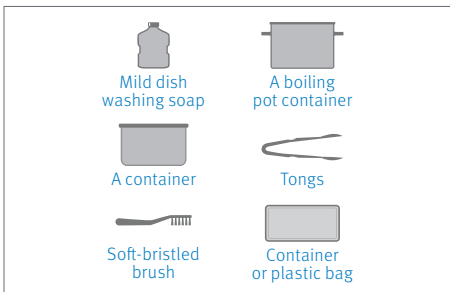 Mild dish
washing soap
A boiling
pot container
A container
Tongs
Soft-bristled
brush
Container
or plastic bag